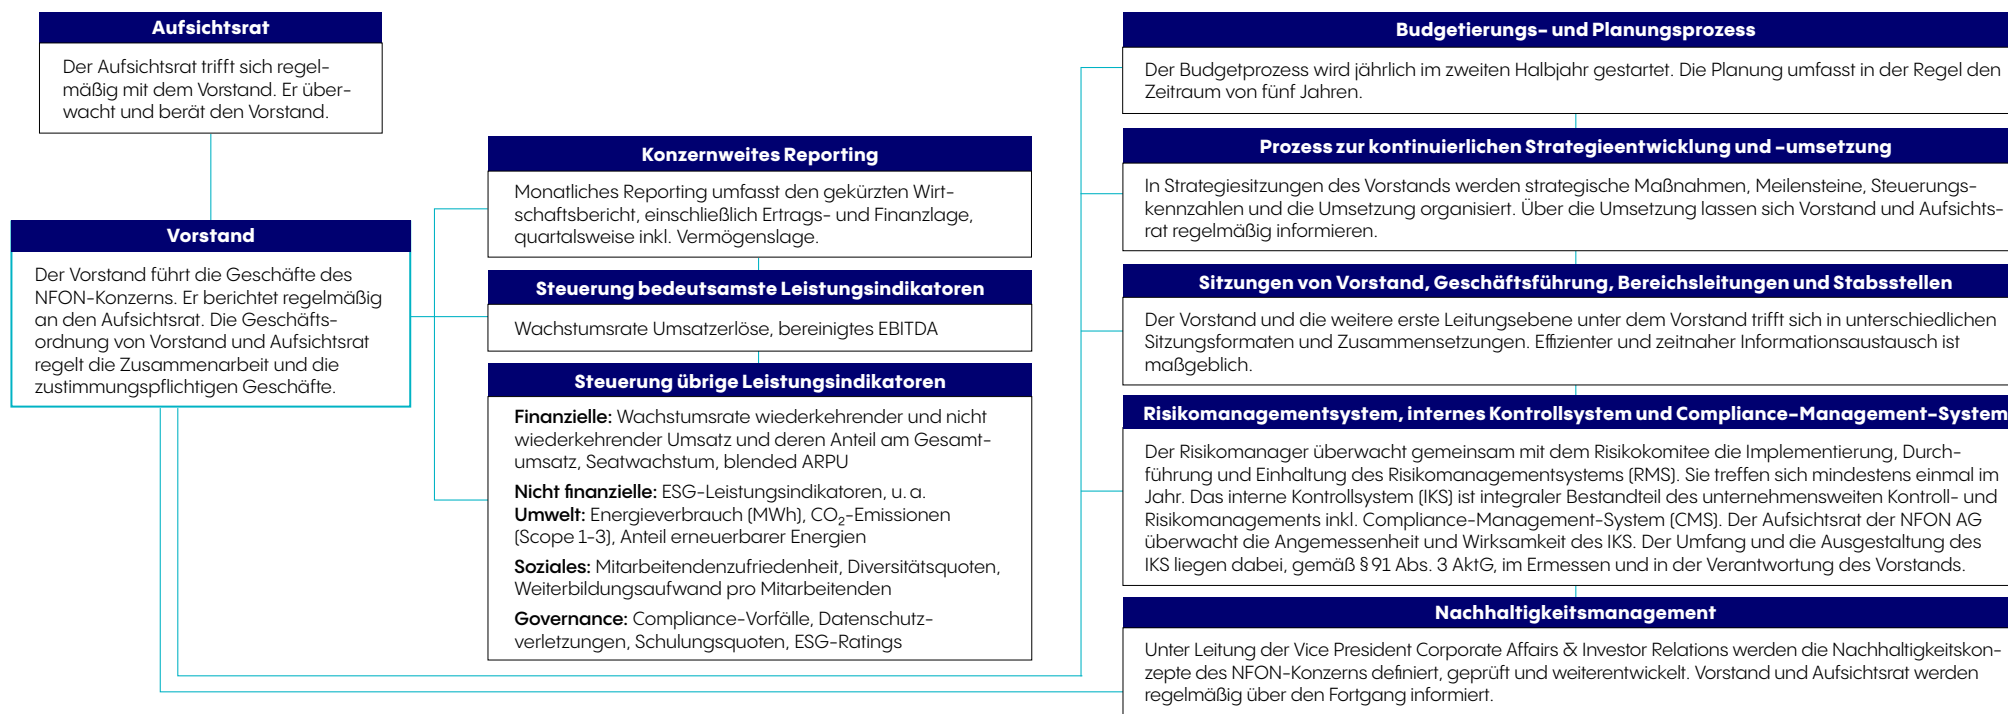 Aufsichtsrat
Der Aufsichtsrat trifft sich regel-
mäßig mit dem Vorstand. Er über-
wacht und berät den Vorstand.
Vorstand
Der Vorstand führt die Geschäfte des
NFON-Konzerns. Er berichtet regelmäßig
an den Aufsichtsrat. Die Geschäfts-
ordnung von Vorstand und Aufsichtsrat
regelt die Zusammenarbeit und die
zustimmungspflichtigen Geschäfte.
Konzernweites Reporting
Monatliches Reporting umfasst den gekürzten Wirt-
schaftsbericht, einschließlich Ertrags- und Finanzlage,
quartalsweise inkl. Vermögenslage.
Steuerung bedeutsamste Leistungsindikatoren
Wachstumsrate Umsatzerlöse, bereinigtes EBITDA
Steuerung übrige Leistungsindikatoren
Finanzielle: Wachstumsrate wiederkehrender und nicht
wiederkehrender Umsatz und deren Anteil am Gesamt-
umsatz, Seatwachstum, blended ARPU
Nicht finanzielle: ESG-Leistungsindikatoren, u. a.
Umwelt: Energieverbrauch (MWh), CO₂-Emissionen
(Scope 1-3), Anteil erneuerbarer Energien
Soziales: Mitarbeitendenzufriedenheit, Diversitätsquoten,
Weiterbildungsaufwand pro Mitarbeitenden
Governance: Compliance-Vorfälle, Datenschutz-
verletzungen, Schulungsquoten, ESG-Ratings
Budgetierungs- und Planungsprozess
Der Budgetprozess wird jährlich im zweiten Halbjahr gestartet. Die Planung umfasst in der Regel den
Zeitraum von fünf Jahren.
Prozess zur kontinuierlichen Strategieentwicklung und -umsetzung
In Strategiesitzungen des Vorstands werden strategische Maßnahmen, Meilensteine, Steuerungs-
kennzahlen und die Umsetzung organisiert. Über die Umsetzung lassen sich Vorstand und Aufsichts-
rat regelmäßig informieren.
Sitzungen von Vorstand, Geschäftsführung, Bereichsleitungen und Stabsstellen
Der Vorstand und die weitere erste Leitungsebene unter dem Vorstand trifft sich in unterschiedlichen
Sitzungsformaten und Zusammensetzungen. Effizienter und zeitnaher Informationsaustausch ist
maßgeblich.
Risikomanagementsystem, internes Kontrollsystem und Compliance-Management-System
Der Risikomanager überwacht gemeinsam mit dem Risikokomitee die Implementierung, Durch-
führung und Einhaltung des Risikomanagementsystems (RMS). Sie treffen sich mindestens einmal im
Jahr. Das interne Kontrollsystem (IKS) ist integraler Bestandteil des unternehmensweiten Kontroll- und
Risikomanagements inkl. Compliance-Management-System (CMS). Der Aufsichtsrat der NFON AG
überwacht die Angemessenheit und Wirksamkeit des IKS. Der Umfang und die Ausgestaltung des
IKS liegen dabei, gemäß § 91 Abs. 3 AktG, im Ermessen und in der Verantwortung des Vorstands.
Nachhaltigkeitsmanagement
Unter Leitung der Vice President Corporate Affairs & Investor Relations werden die Nachhaltigkeitskon-
zepte des NFON-Konzerns definiert, geprüft und weiterentwickelt. Vorstand und Aufsichtsrat werden
regelmäßig über den Fortgang informiert.